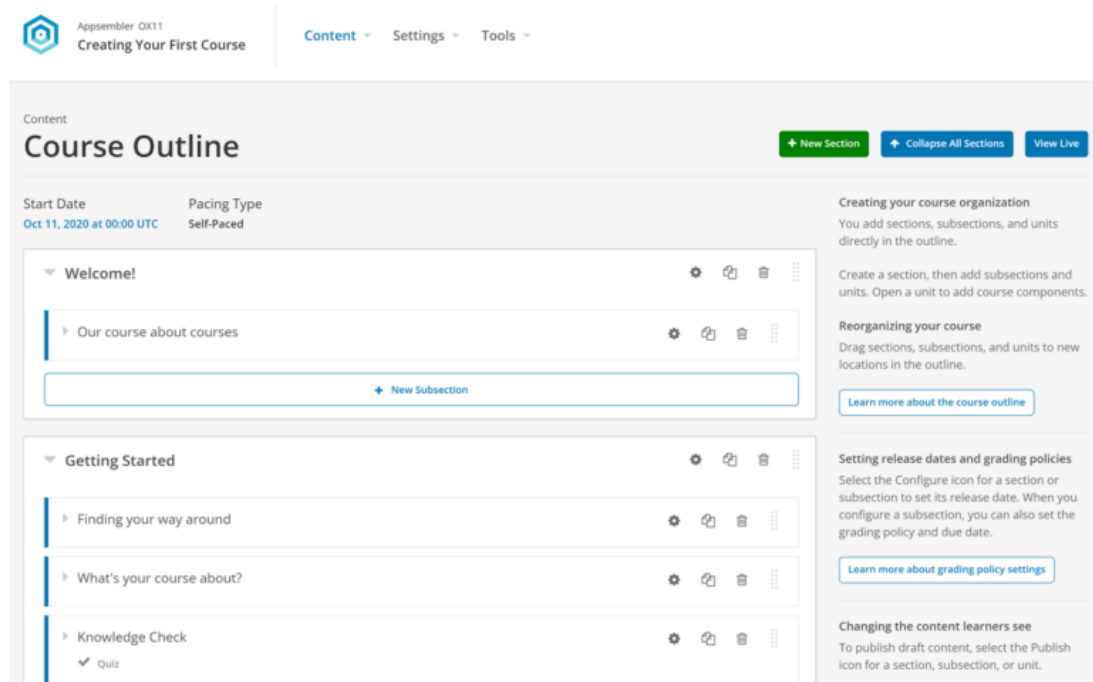 Appsembler OX11
Creating Your First Course
Content
Settings
Tools
Content
Course Outline
+ New Section
Collapse All Sections
View Live
Start Date
Oct 11, 2020 at 00:00 UTC
Pacing Type
Self-Paced
Welcome!
Our course about courses
+ New Subsection
Getting Started
Finding your way around
What's your course about?
Knowledge Check
Quiz
Creating your course organization
You add sections, subsections, and units
directly in the outline.
Create a section, then add subsections and
units. Open a unit to add course components.
Reorganizing your course
Drag sections, subsections, and units to new
locations in the outline.
Learn more about the course outline
Setting release dates and grading policies
Select the Configure icon for a section or
subsection to set its release date. When you
configure a subsection, you can also set the
grading policy and due date.
Learn more about grading policy settings
Changing the content learners see
To publish draft content, select the Publish
icon for a section, subsection, or unit.